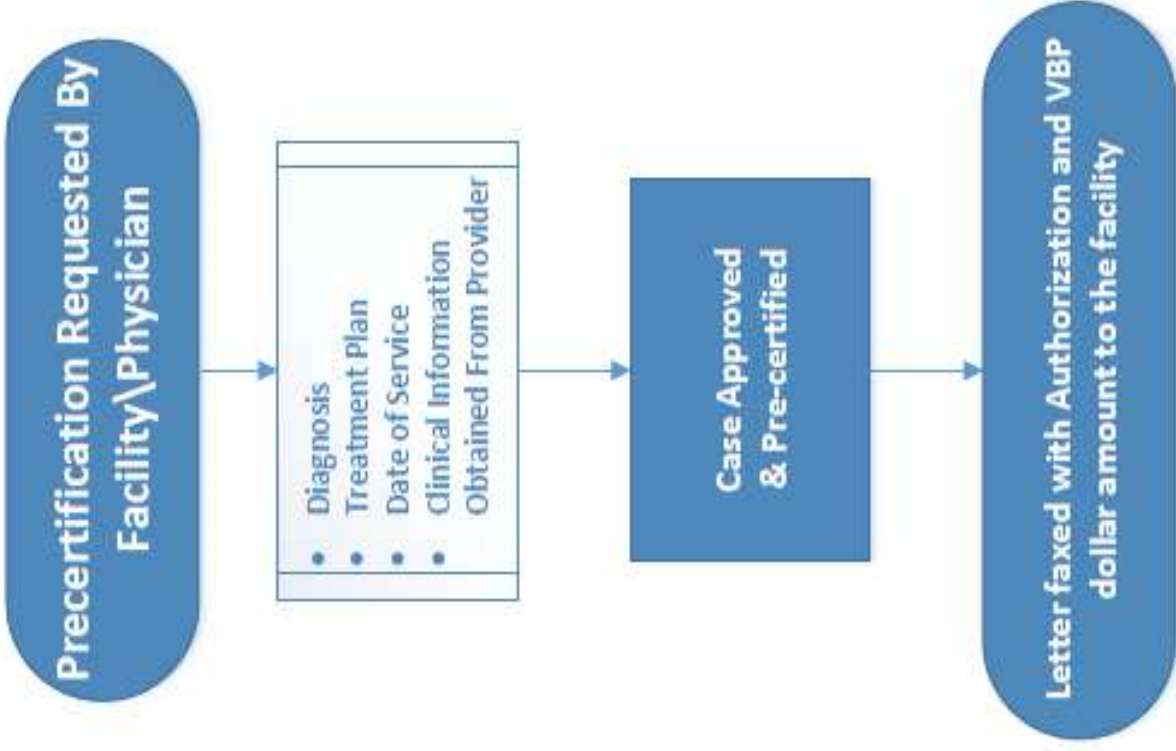 Precertification Requested By
Facility\Physician
• Diagnosis
• Treatment Plan
• Date of Service
• Clinical Information
Obtained From Provider
Case Approved
& Pre-certified
Letter faxed with Authorization and VBP
dollar amount to the facility